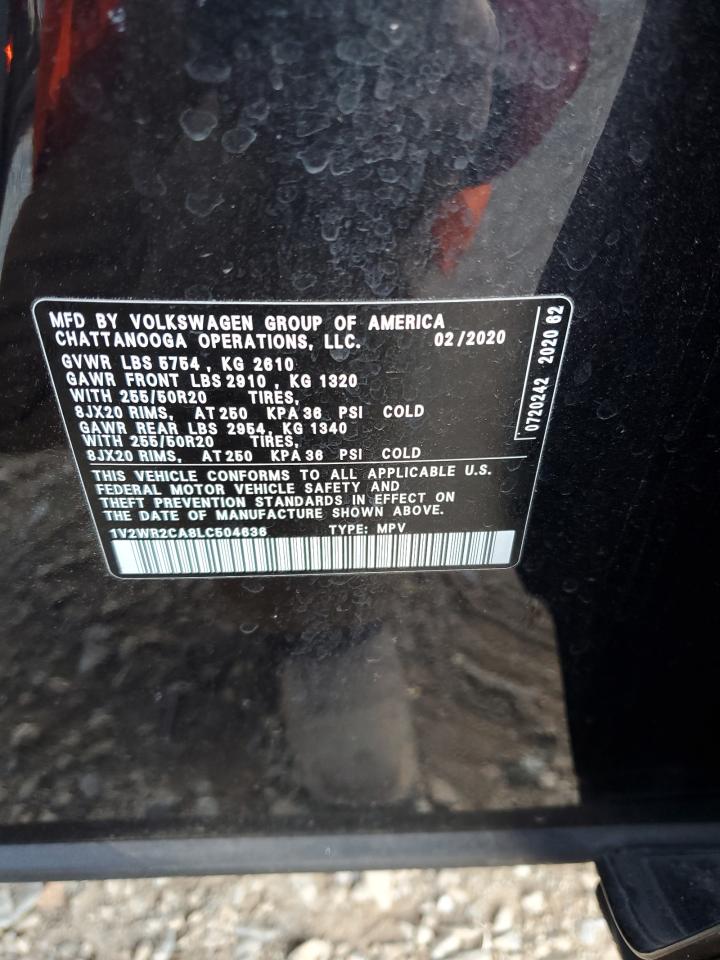 MFD BY VOLKSWAGEN GROUP OF AMERICA
CHATTANOOGA OPERATIONS, LLC. 02/2020
GVWR LBS 5754, KG 2610
GAWR FRONT LBS 2910, KG 1320
WITH 255/50R20 TIRES,
8JX20 RIMS, AT 250 KPA 36 PSI COLD
GAWR REAR LBS 2954, KG 1340
WITH 255/50R20 TIRES,
8JX20 RIMS, AT 250 KPA 36 PSI COLD
THIS VEHICLE CONFORMS TO ALL APPLICABLE U.S.
FEDERAL MOTOR VEHICLE SAFETY AND
THEFT PREVENTION STANDARDS IN EFFECT ON
THE DATE OF MANUFACTURE SHOWN ABOVE.
1V2WR2CA8LC504636 TYPE: MPV
0720242 2020 62